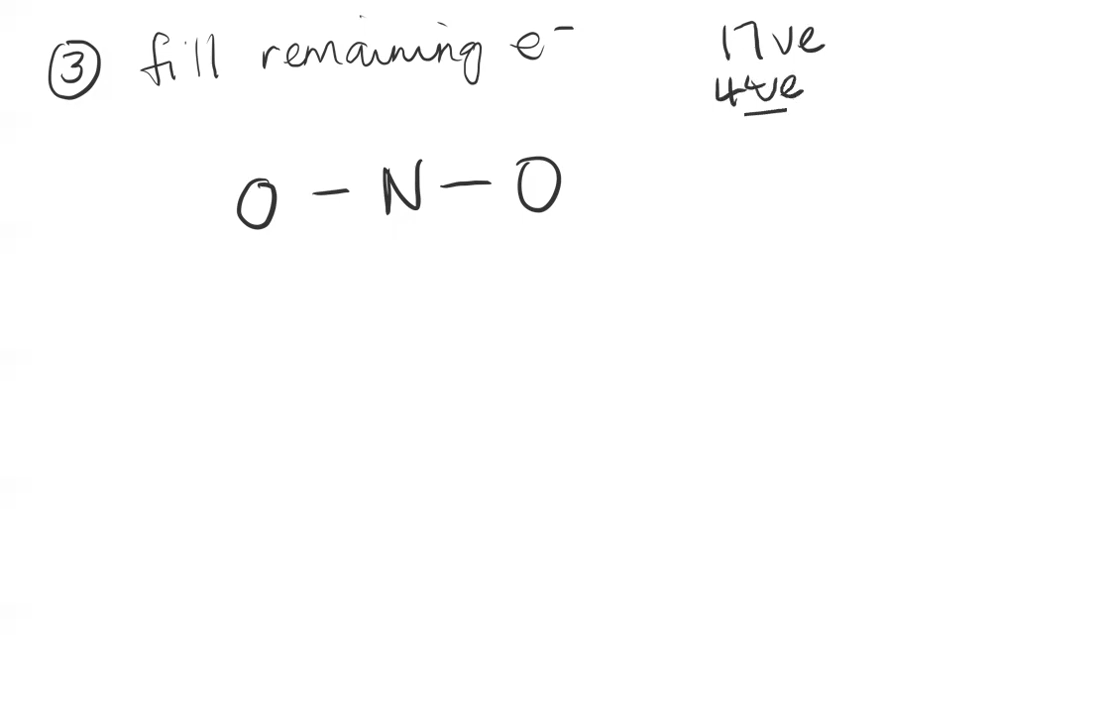 ③ fill remaining e⁻
17ve
4ve
O - N - O